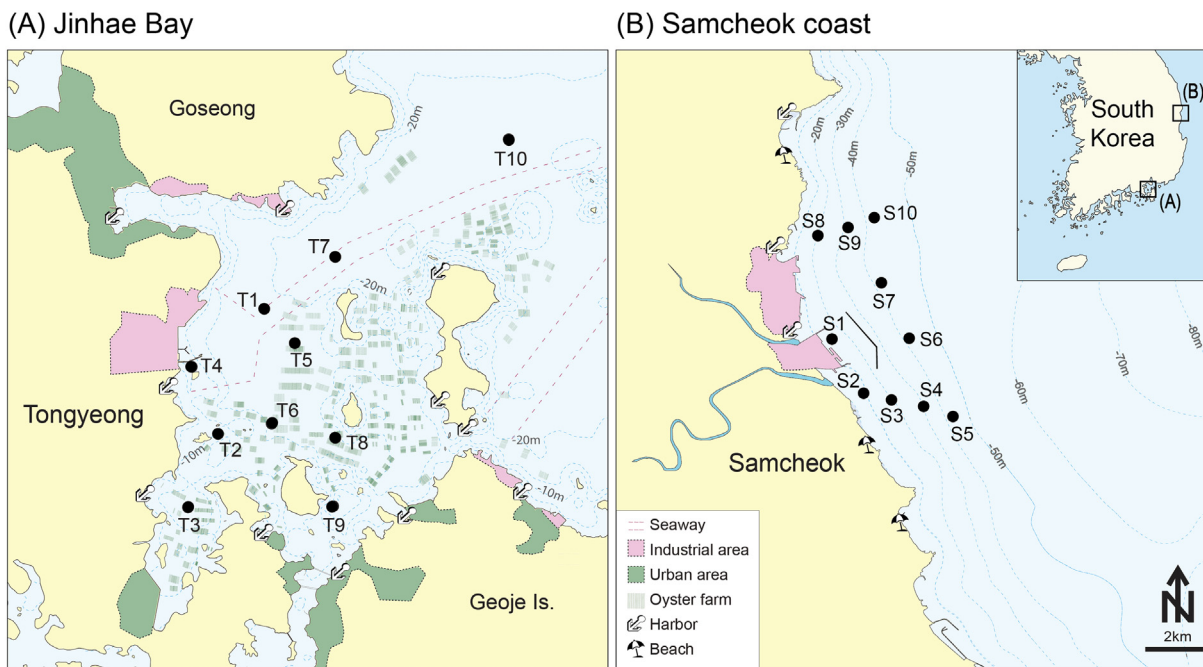 (A) Jinhae Bay
Goseong
-20m
T10
T7
-20m
T1
T5
T4
Tongyeong
T6
T2
T8
-10m
-20m
-10m
T3
T9
Geoje Is.
(B) Samcheok coast
-20m
-30m
-40m
-50m
S10
S8
S9
S7
S1
S6
-80m
-70m
S2
S4
S3
S5
-60m
-50m
Samcheok
South
Korea
(B)
(A)
Seaway
Industrial area
Urban area
Oyster farm
Harbor
Beach
N
2km